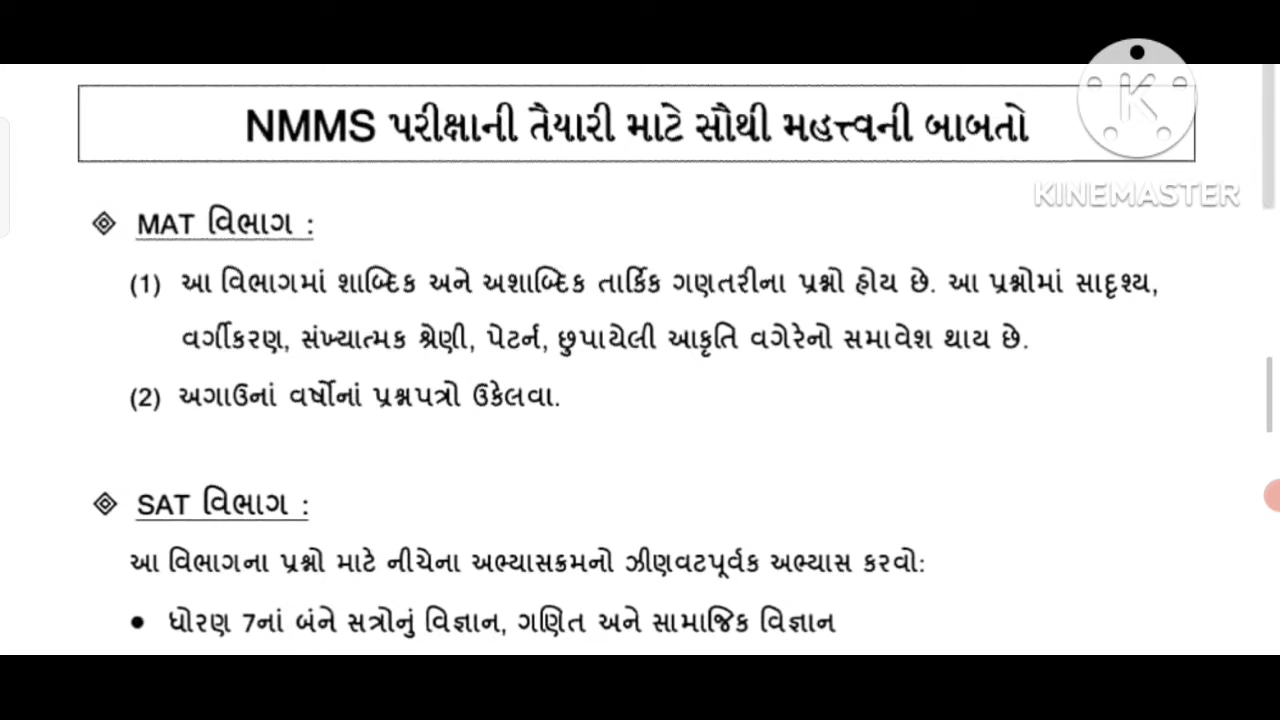 NMMS પરીક્ષાની તૈયારી માટે સૌથી મહત્ત્વની બાબતો
KINEMASTER
MAT વિભાગ :
(1) આ વિભાગમાં શાબ્દિક અને અશાબ્દિક તાર્કિક ગણતરીના પ્રશ્નો હોય છે. આ પ્રશ્નોમાં સાદૃશ્ય,
વર્ગીકરણ, સંખ્યાત્મક શ્રેણી, પેટર્ન, છુપાયેલી આકૃતિ વગેરેનો સમાવેશ થાય છે.
(2) અગાઉનાં વર્ષોનાં પ્રશ્નપત્રો ઉકેલવા.
SAT વિભાગ :
આ વિભાગના પ્રશ્નો માટે નીચેના અભ્યાસક્રમનો ઝીણવટપૂર્વક અભ્યાસ કરવો:
• ધોરણ 7નાં બંને સત્રોનું વિજ્ઞાન, ગણિત અને સામાજિક વિજ્ઞાન